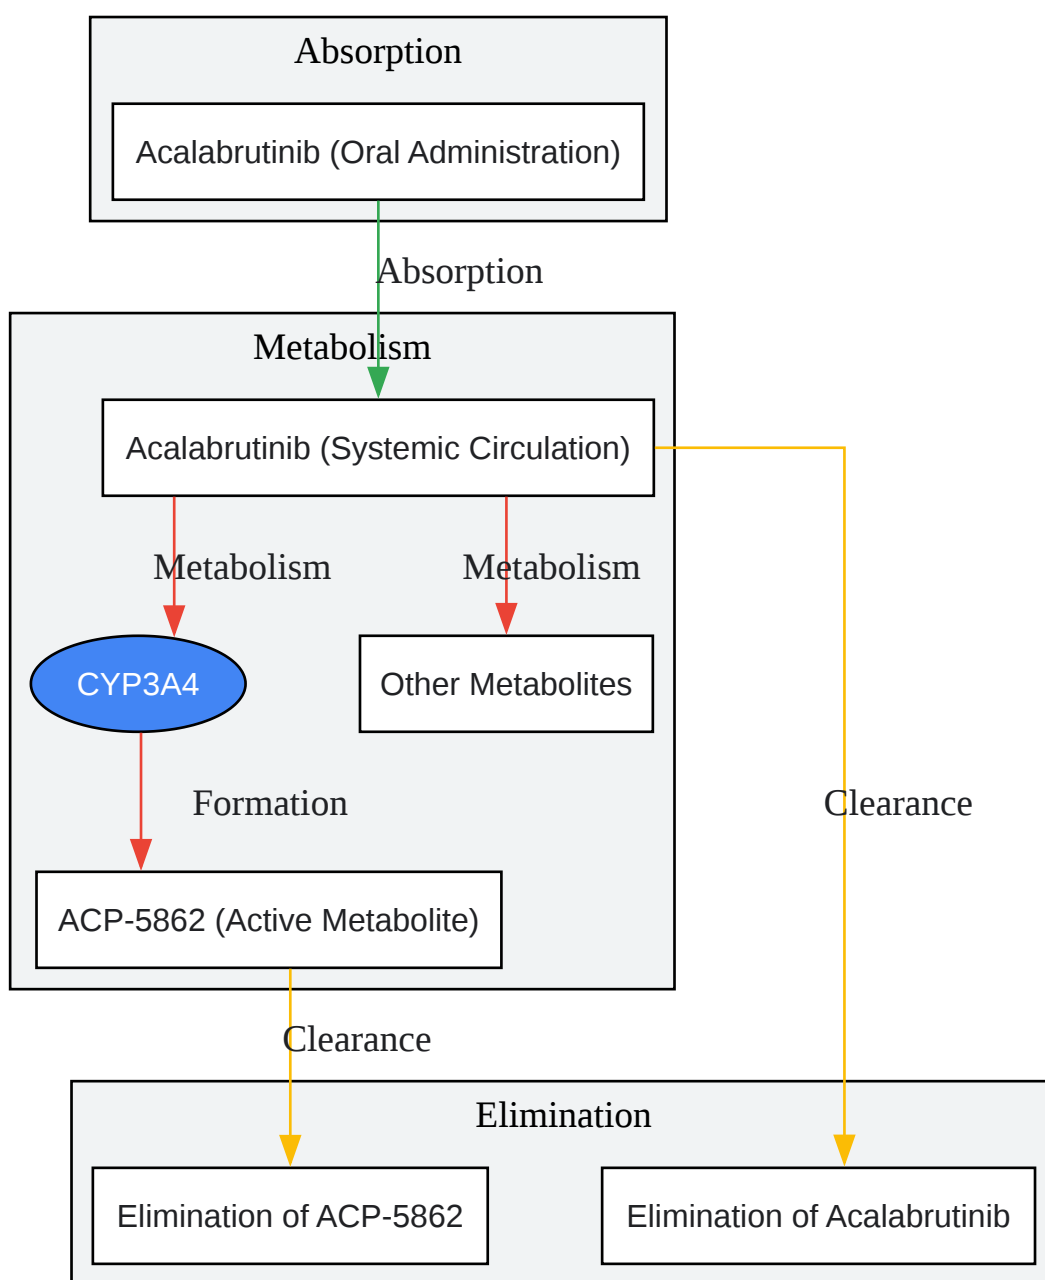 Absorption
Acalabrutinib (Oral Administration)
Absorption
Metabolism
Acalabrutinib (Systemic Circulation)
Metabolism
Metabolism
CYP3A4
Other Metabolites
Formation
Clearance
ACP-5862 (Active Metabolite)
Clearance
Elimination
Elimination of ACP-5862
Elimination of Acalabrutinib